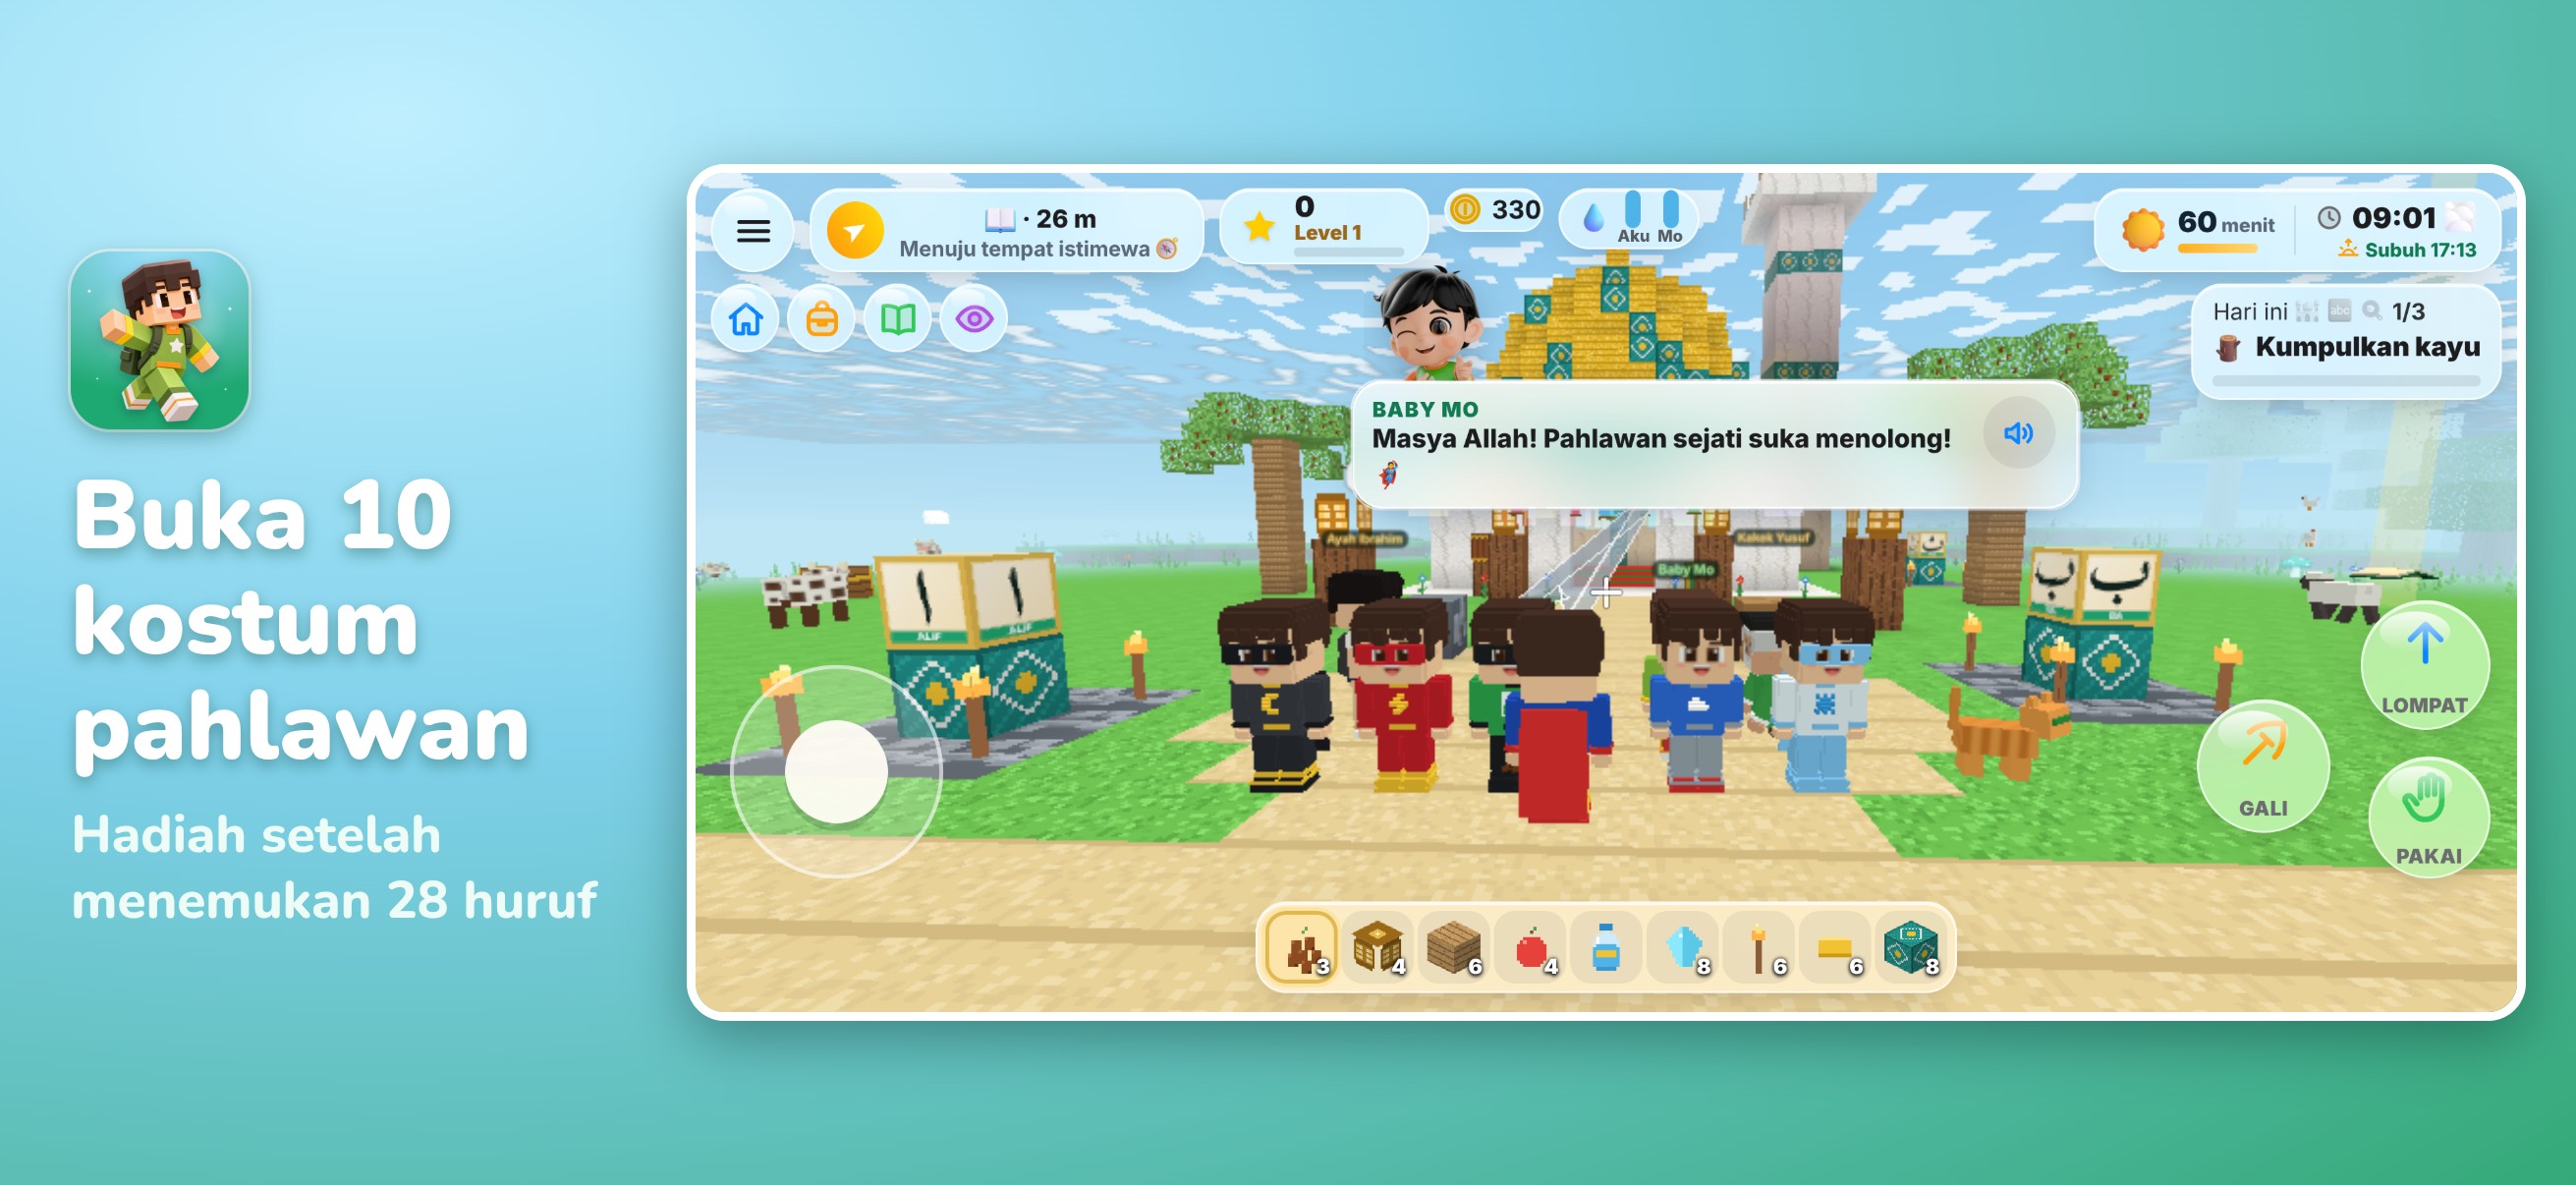 Buka 10
kostum
pahlawan
Hadiah setelah
menemukan 28 huruf
· 26 m
Menuju tempat istimewa
0
Level 1
330
Aku Mo
60 menit
09:01
Subuh 17:13
Hari ini 1/3
Kumpulkan kayu
BABY MO
Masya Allah! Pahlawan sejati suka menolong!
Ayah Ibrahim
Kakek Yusuf
Baby Mo
ا ا
ALIF ALIF
ب ب
BA
LOMPAT
GALI
PAKAI
3 4 6 4 8 6 6 8